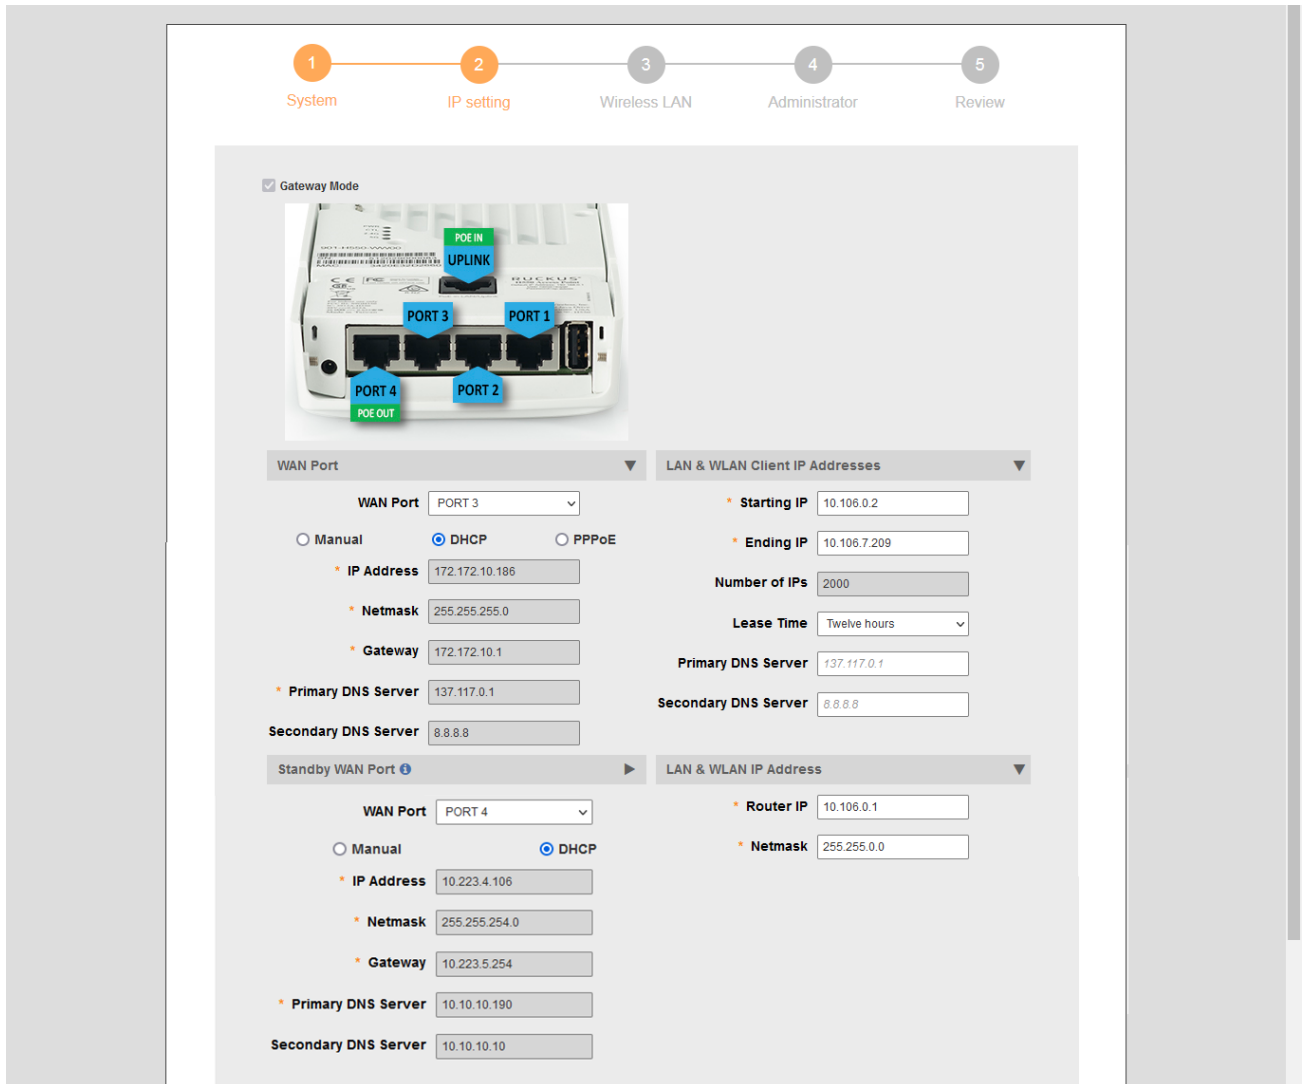 1
2
3
4
5
System
IP setting
Wireless LAN
Administrator
Review
Gateway Mode
POE IN
UPLINK
RUCKUS
PORT 3
PORT 1
PORT 4
PORT 2
POE OUT
WAN Port
WAN Port PORT 3
Manual DHCP PPPoE
* IP Address 172.172.10.186
* Netmask 255.255.255.0
* Gateway 172.172.10.1
* Primary DNS Server 137.117.0.1
Secondary DNS Server 8.8.8.8
LAN & WLAN Client IP Addresses
* Starting IP 10.106.0.2
* Ending IP 10.106.7.209
Number of IPs 2000
Lease Time Twelve hours
Primary DNS Server 137.117.0.1
Secondary DNS Server 8.8.8.8
Standby WAN Port
WAN Port PORT 4
Manual DHCP
* IP Address 10.223.4.106
* Netmask 255.255.254.0
* Gateway 10.223.5.254
* Primary DNS Server 10.10.10.190
Secondary DNS Server 10.10.10.10
LAN & WLAN IP Address
* Router IP 10.106.0.1
* Netmask 255.255.0.0